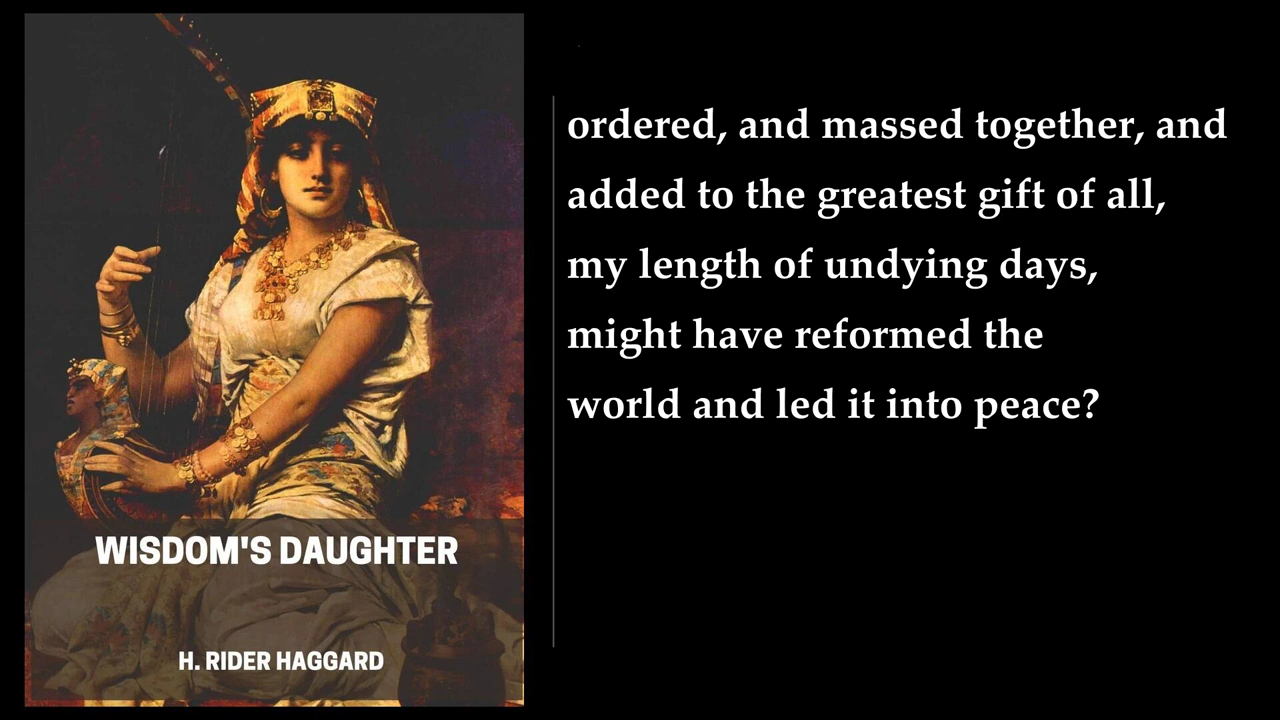 WISDOM'S DAUGHTER
H. RIDER HAGGARD
ordered, and massed together, and
added to the greatest gift of all,
my length of undying days,
might have reformed the
world and led it into peace?